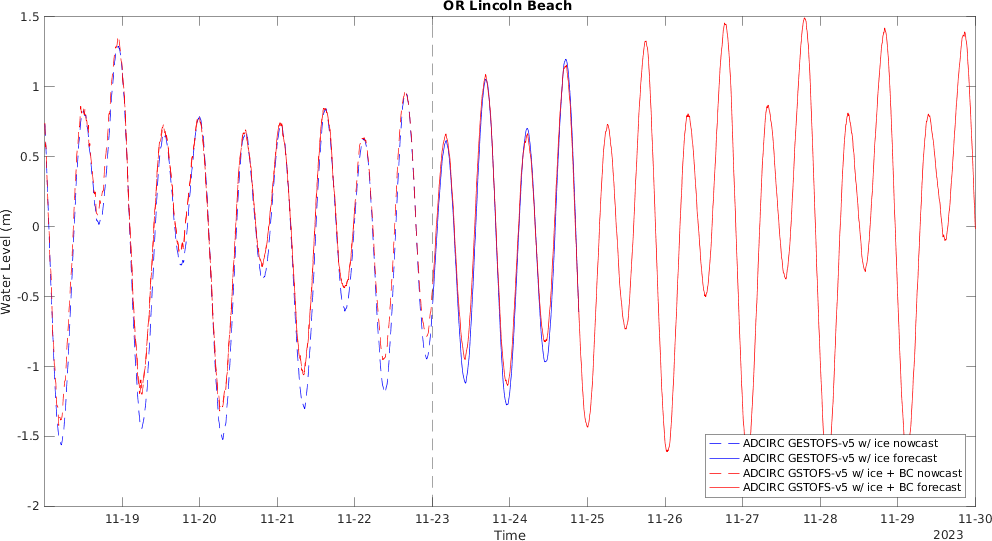 OR Lincoln Beach
1.5
1
0.5
0
-0.5
-1
-1.5
-2
Water Level (m)
ADCIRC GESTOFS-v5 w/ ice nowcast
ADCIRC GESTOFS-v5 w/ ice forecast
ADCIRC GSTOFS-v5 w/ ice + BC nowcast
ADCIRC GSTOFS-v5 w/ ice + BC forecast
11-19 11-20 11-21 11-22 11-23 11-24 11-25 11-26 11-27 11-28 11-29 11-30
Time
2023